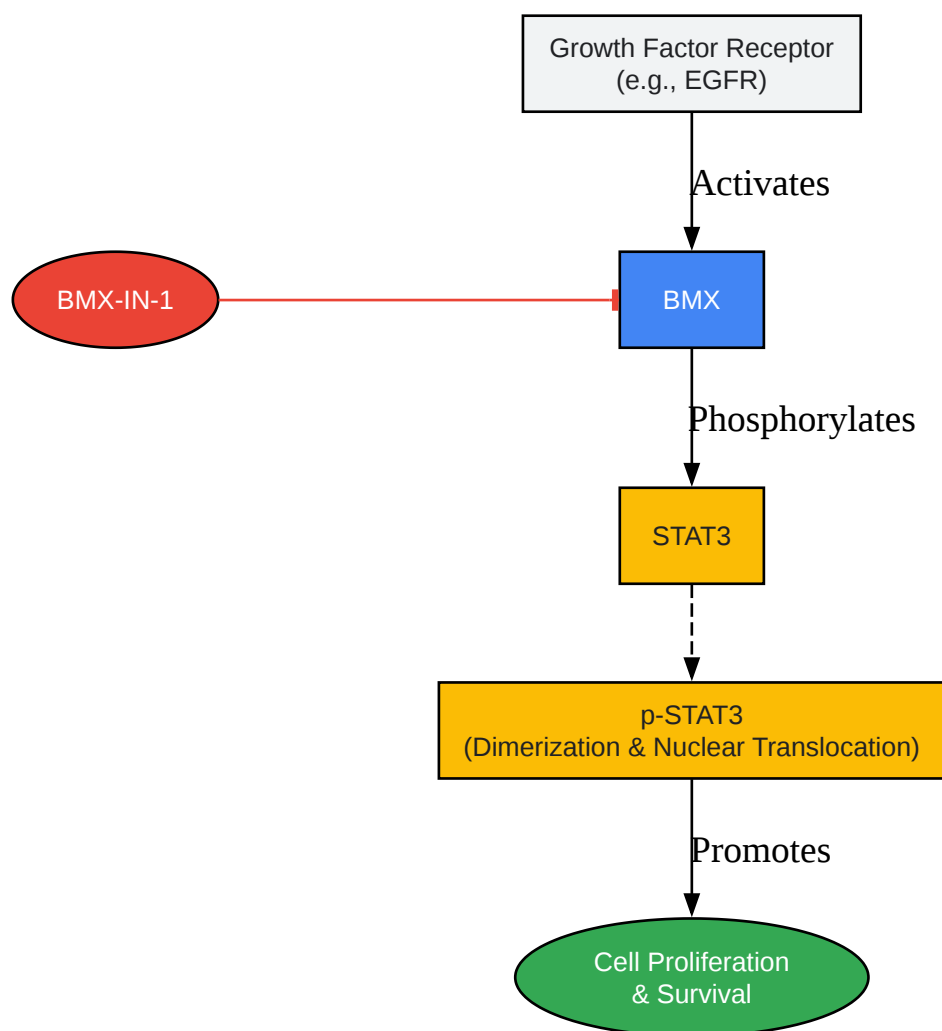 Growth Factor Receptor
(e.g., EGFR)
Activates
BMX-IN-1
BMX
Phosphorylates
STAT3
p-STAT3
(Dimerization & Nuclear Translocation)
Promotes
Cell Proliferation
& Survival